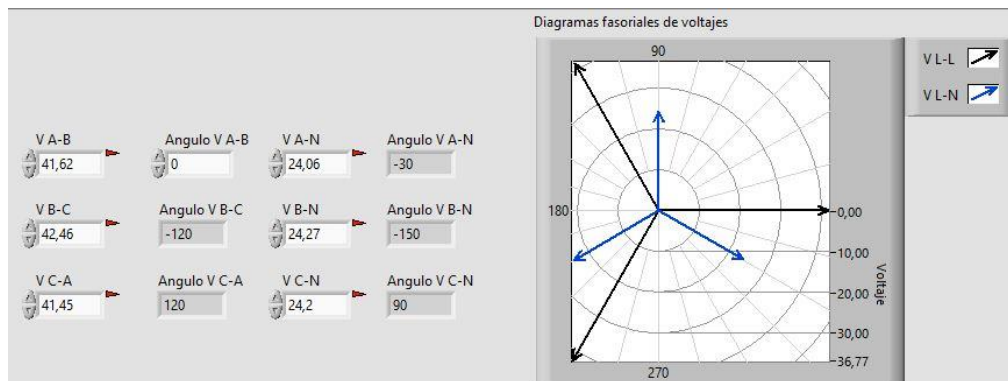 Diagramas fasoriales de voltajes
V L-L
V L-N
90
180
0,00
10,00
20,00
30,00
36,77
Voltaje
270
V A-B Angulo V A-B V A-N Angulo V A-N
41,62 0 24,06 -30
V B-C Angulo V B-C V B-N Angulo V B-N
42,46 -120 24,27 -150
V C-A Angulo V C-A V C-N Angulo V C-N
41,45 120 24,2 90